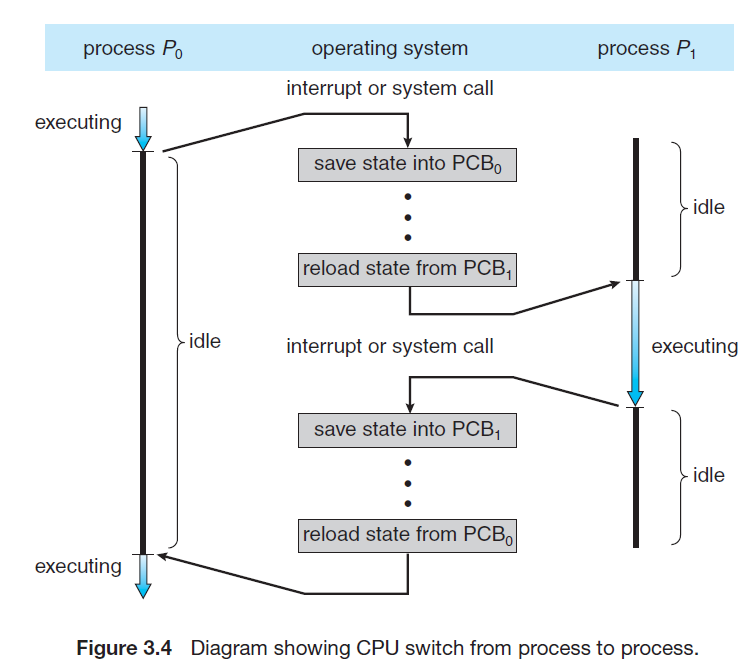 process P0 operating system process P1
interrupt or system call
executing
save state into PCB0
idle
reload state from PCB1
idle
interrupt or system call
executing
save state into PCB1
idle
reload state from PCB0
executing
Figure 3.4 Diagram showing CPU switch from process to process.